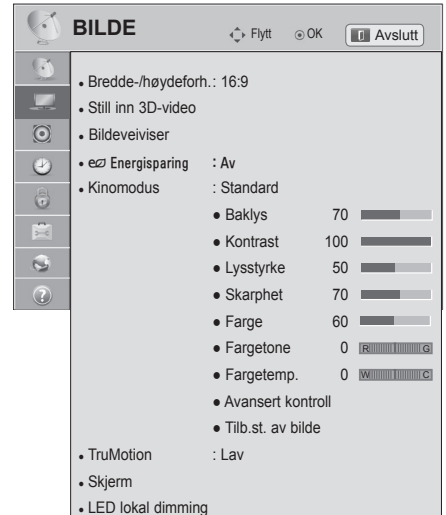 BILDE
Flytt
OK
Avslutt
• Bredde-/høydeforh.: 16:9
• Still inn 3D-video
• Bildeveiviser
• Energisparing : Av
• Kinomodus : Standard
• Baklys 70
• Kontrast 100
• Lysstyrke 50
• Skarphet 70
• Farge 60
• Fargetone 0 R G
• Fargetemp. 0 W C
• Avansert kontroll
• Tilb.st. av bilde
• TruMotion : Lav
• Skjerm
• LED lokal dimming